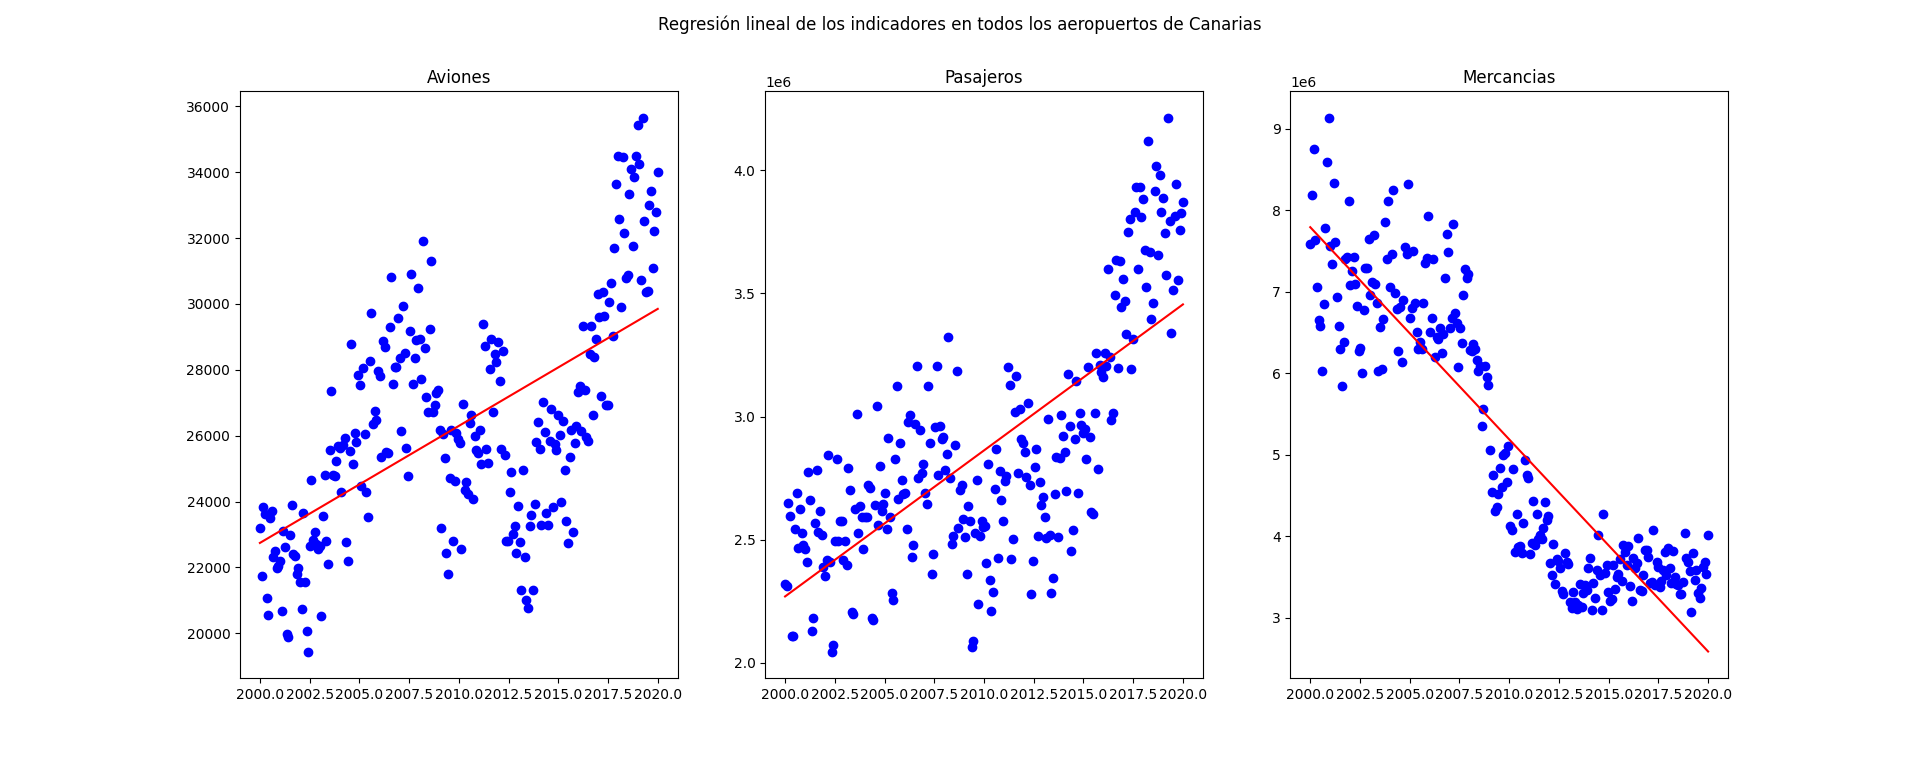 Regresión lineal de los indicadores en todos los aeropuertos de Canarias
Aviones
36000
34000
32000
30000
28000
26000
24000
22000
20000
2000.0 2002.5 2005.0 2007.5 2010.0 2012.5 2015.0 2017.5 2020.0
Pasajeros
1e6
4.0
3.5
3.0
2.5
2.0
2000.0 2002.5 2005.0 2007.5 2010.0 2012.5 2015.0 2017.5 2020.0
Mercancias
1e6
9
8
7
6
5
4
3
2000.0 2002.5 2005.0 2007.5 2010.0 2012.5 2015.0 2017.5 2020.0